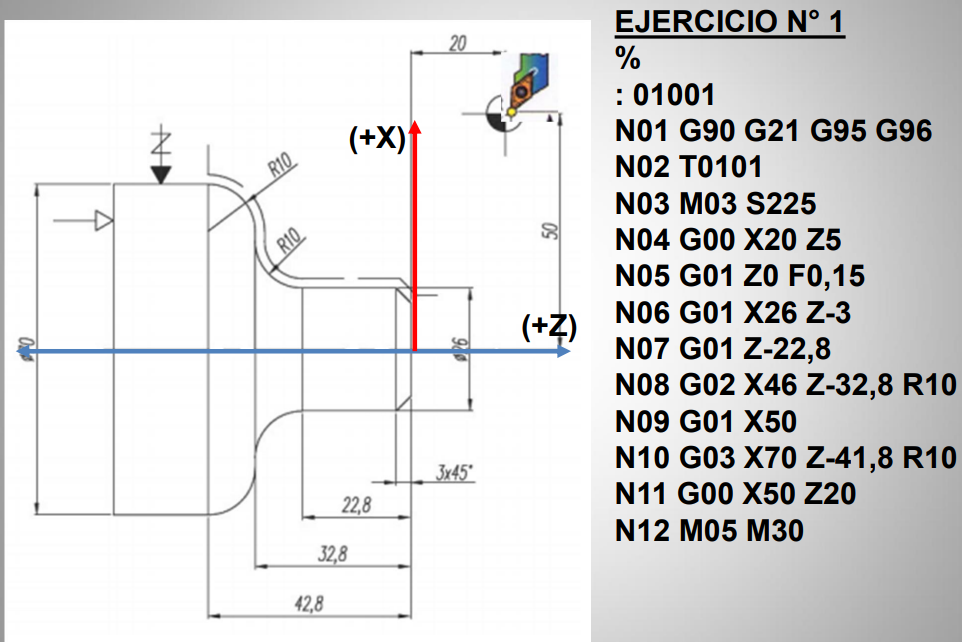 EJERCICIO N° 1
%
: 01001
N01 G90 G21 G95 G96
N02 T0101
N03 M03 S225
N04 G00 X20 Z5
N05 G01 Z0 F0,15
N06 G01 X26 Z-3
N07 G01 Z-22,8
N08 G02 X46 Z-32,8 R10
N09 G01 X50
N10 G03 X70 Z-41,8 R10
N11 G00 X50 Z20
N12 M05 M30
20
(+X)
R10
R10
50
(+Z)
ø26
3x45°
22,8
32,8
42,8